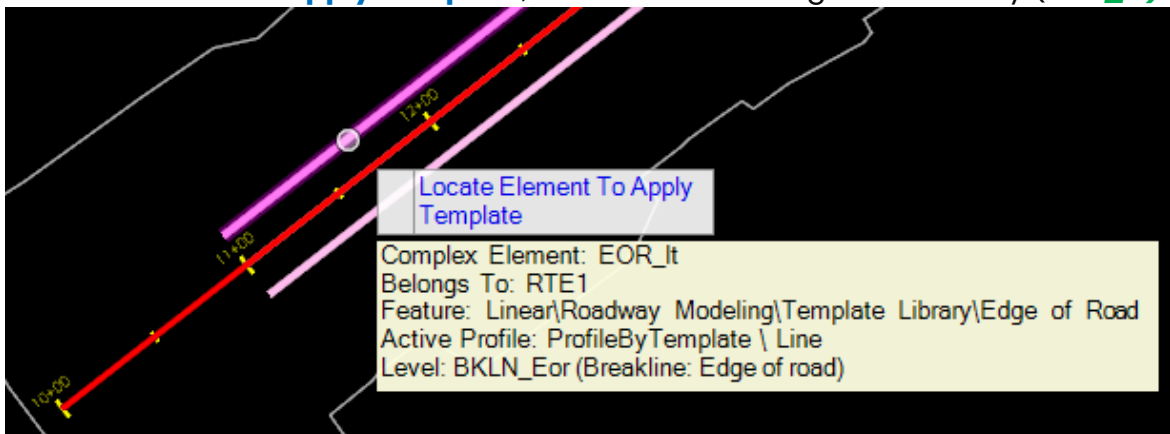 12+00
Locate Element To Apply
Template
11+00
Complex Element: EOR_lt
Belongs To: RTE1
Feature: Linear\Roadway Modeling\Template Library\Edge of Road
Active Profile: ProfileByTemplate \ Line
Level: BKLN_Eor (Breakline: Edge of road)
10+00